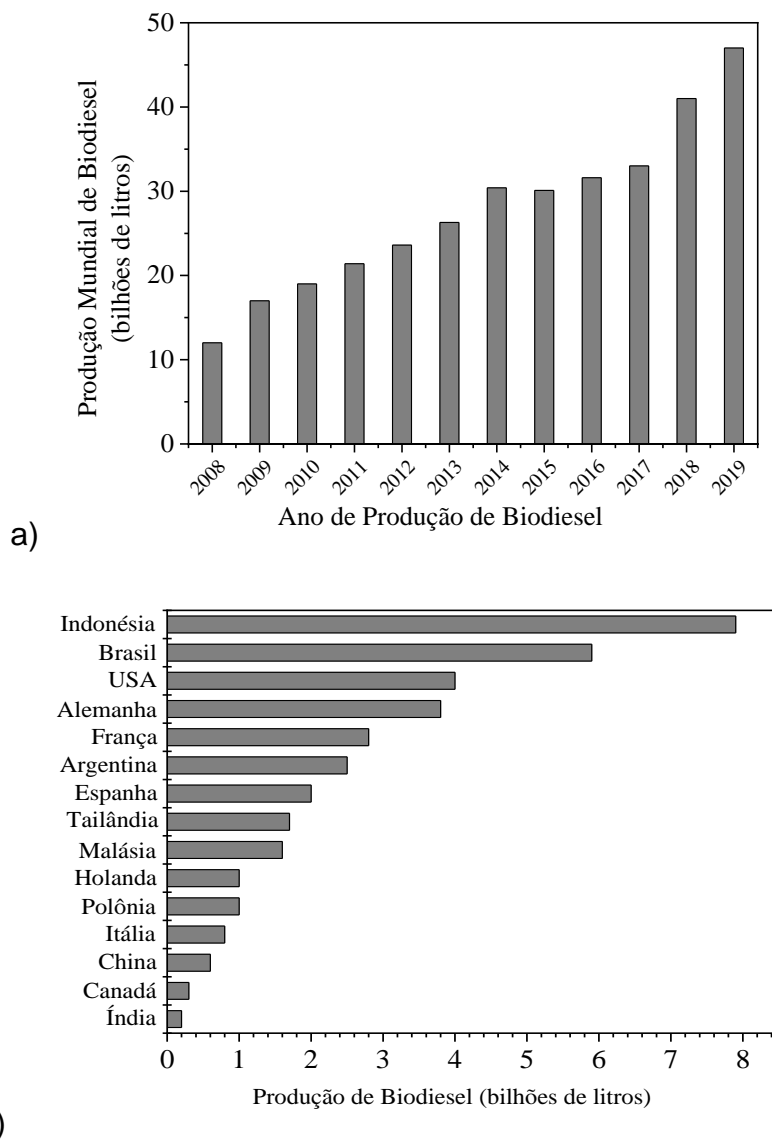 50
40
30
20
10
0
Produção Mundial de Biodiesel
(bilhões de litros)
2008 2009 2010 2011 2012 2013 2014 2015 2016 2017 2018 2019
Ano de Produção de Biodiesel
a)
Indonésia
Brasil
USA
Alemanha
França
Argentina
Espanha
Tailândia
Malásia
Holanda
Polônia
Itália
China
Canadá
Índia
0 1 2 3 4 5 6 7 8
Produção de Biodiesel (bilhões de litros)
)